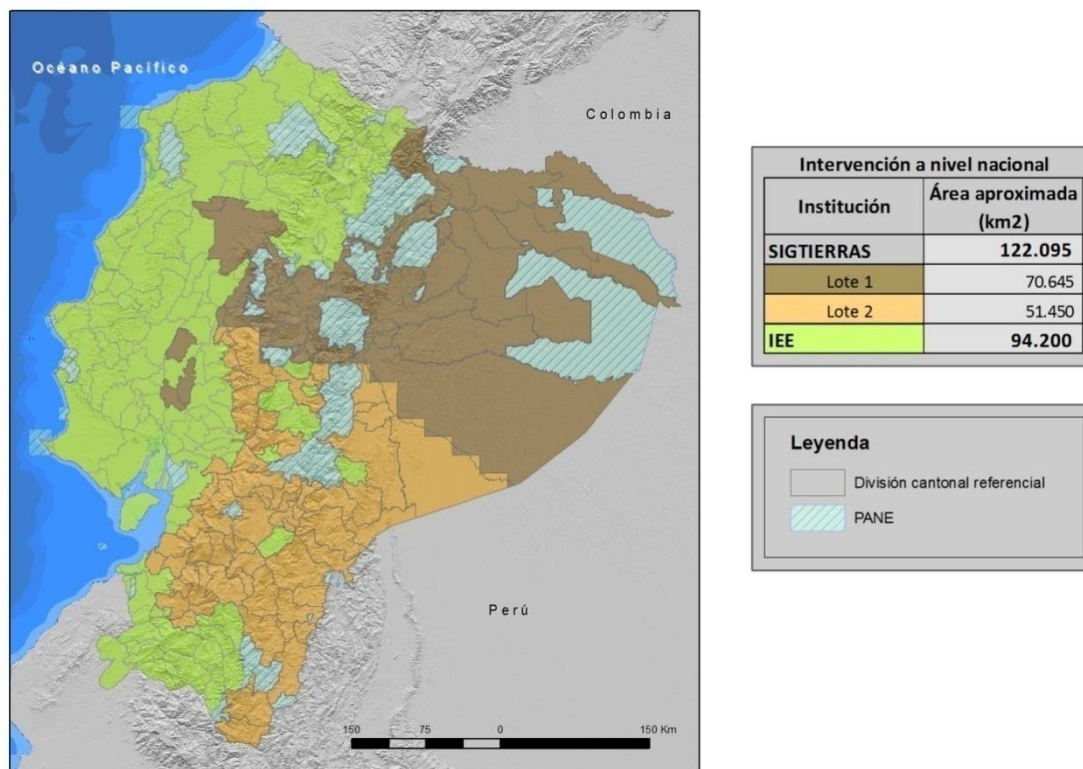 Océano Pacífico
Colombia
Perú
150 75 0 150 Km
Intervención a nivel nacional
Institución Área aproximada
(km2)
SIGTIERRAS 122.095
Lote 1 70.645
Lote 2 51.450
IEE 94.200
Leyenda
División cantonal referencial
PANE